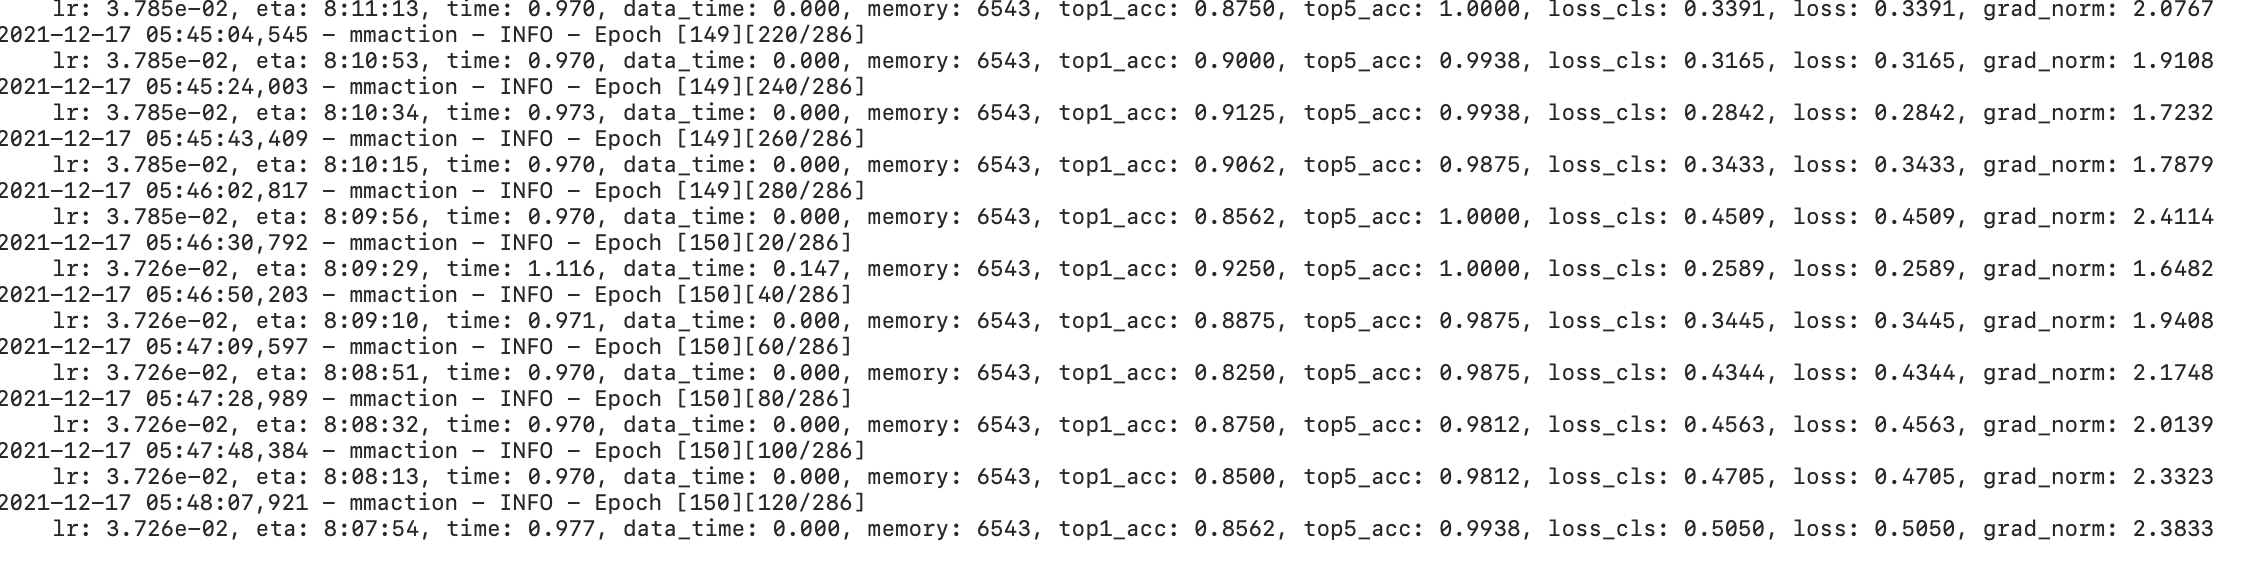 lr: 3.785e-02, eta: 8:11:13, time: 0.970, data_time: 0.000, memory: 6543, top1_acc: 0.8750, top5_acc: 1.0000, loss_cls: 0.3391, loss: 0.3391, grad_norm: 2.0767
2021-12-17 05:45:04,545 - mmaction - INFO - Epoch [149][220/286]
lr: 3.785e-02, eta: 8:10:53, time: 0.970, data_time: 0.000, memory: 6543, top1_acc: 0.9000, top5_acc: 0.9938, loss_cls: 0.3165, loss: 0.3165, grad_norm: 1.9108
2021-12-17 05:45:24,003 - mmaction - INFO - Epoch [149][240/286]
lr: 3.785e-02, eta: 8:10:34, time: 0.973, data_time: 0.000, memory: 6543, top1_acc: 0.9125, top5_acc: 0.9938, loss_cls: 0.2842, loss: 0.2842, grad_norm: 1.7232
2021-12-17 05:45:43,409 - mmaction - INFO - Epoch [149][260/286]
lr: 3.785e-02, eta: 8:10:15, time: 0.970, data_time: 0.000, memory: 6543, top1_acc: 0.9062, top5_acc: 0.9875, loss_cls: 0.3433, loss: 0.3433, grad_norm: 1.7879
2021-12-17 05:46:02,817 - mmaction - INFO - Epoch [149][280/286]
lr: 3.785e-02, eta: 8:09:56, time: 0.970, data_time: 0.000, memory: 6543, top1_acc: 0.8562, top5_acc: 1.0000, loss_cls: 0.4509, loss: 0.4509, grad_norm: 2.4114
2021-12-17 05:46:30,792 - mmaction - INFO - Epoch [150][20/286]
lr: 3.726e-02, eta: 8:09:29, time: 1.116, data_time: 0.147, memory: 6543, top1_acc: 0.9250, top5_acc: 1.0000, loss_cls: 0.2589, loss: 0.2589, grad_norm: 1.6482
2021-12-17 05:46:50,203 - mmaction - INFO - Epoch [150][40/286]
lr: 3.726e-02, eta: 8:09:10, time: 0.971, data_time: 0.000, memory: 6543, top1_acc: 0.8875, top5_acc: 0.9875, loss_cls: 0.3445, loss: 0.3445, grad_norm: 1.9408
2021-12-17 05:47:09,597 - mmaction - INFO - Epoch [150][60/286]
lr: 3.726e-02, eta: 8:08:51, time: 0.970, data_time: 0.000, memory: 6543, top1_acc: 0.8250, top5_acc: 0.9875, loss_cls: 0.4344, loss: 0.4344, grad_norm: 2.1748
2021-12-17 05:47:28,989 - mmaction - INFO - Epoch [150][80/286]
lr: 3.726e-02, eta: 8:08:32, time: 0.970, data_time: 0.000, memory: 6543, top1_acc: 0.8750, top5_acc: 0.9812, loss_cls: 0.4563, loss: 0.4563, grad_norm: 2.0139
2021-12-17 05:47:48,384 - mmaction - INFO - Epoch [150][100/286]
lr: 3.726e-02, eta: 8:08:13, time: 0.970, data_time: 0.000, memory: 6543, top1_acc: 0.8500, top5_acc: 0.9812, loss_cls: 0.4705, loss: 0.4705, grad_norm: 2.3323
2021-12-17 05:48:07,921 - mmaction - INFO - Epoch [150][120/286]
lr: 3.726e-02, eta: 8:07:54, time: 0.977, data_time: 0.000, memory: 6543, top1_acc: 0.8562, top5_acc: 0.9938, loss_cls: 0.5050, loss: 0.5050, grad_norm: 2.3833